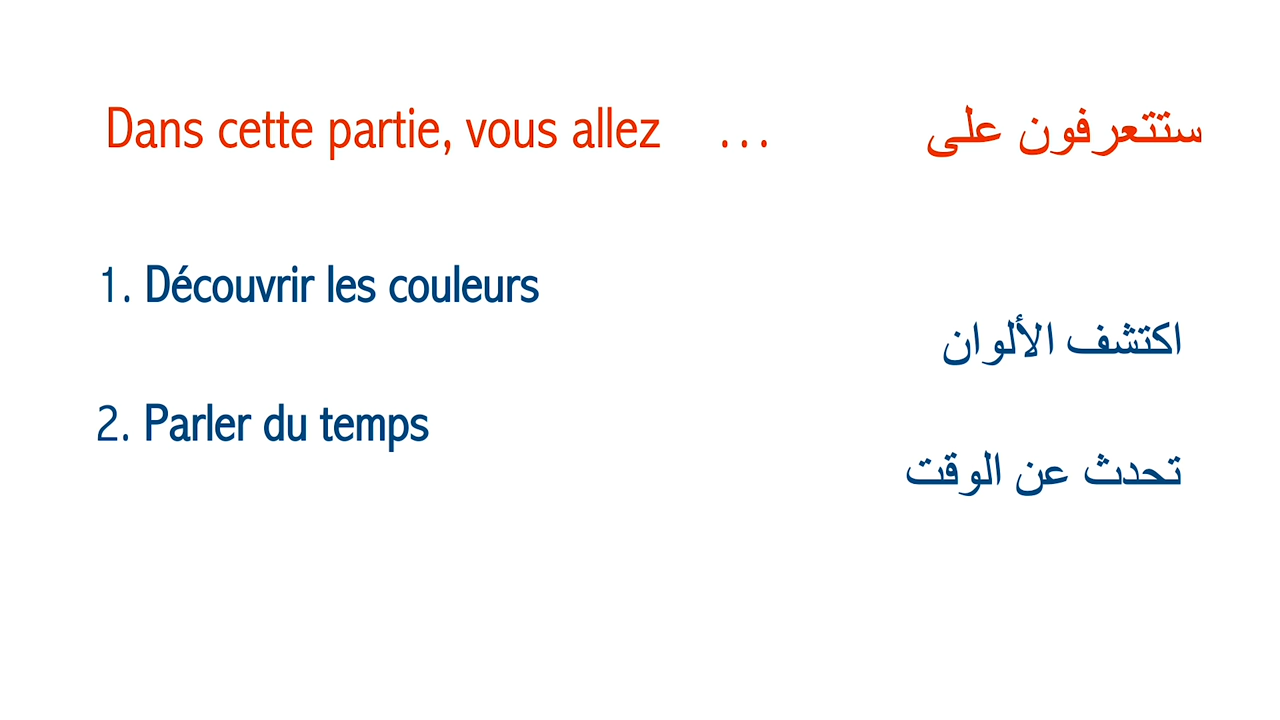 Dans cette partie, vous allez ... ستتعرفون على
1. Découvrir les couleurs
اكتشف الألوان
2. Parler du temps
تحدث عن الوقت